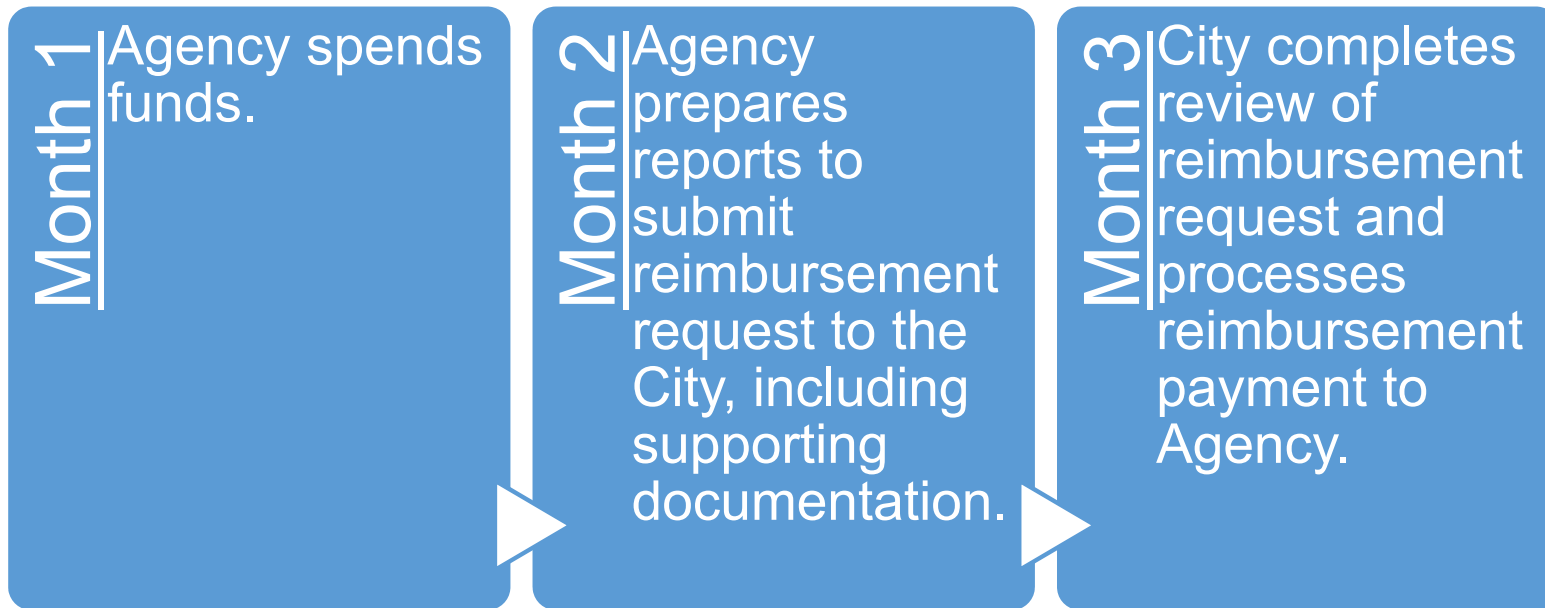 Month 1
Agency spends
funds.
Month 2
Agency
prepares
reports to
submit
reimbursement
request to the
City, including
supporting
documentation.
Month 3
City completes
review of
reimbursement
request and
processes
reimbursement
payment to
Agency.